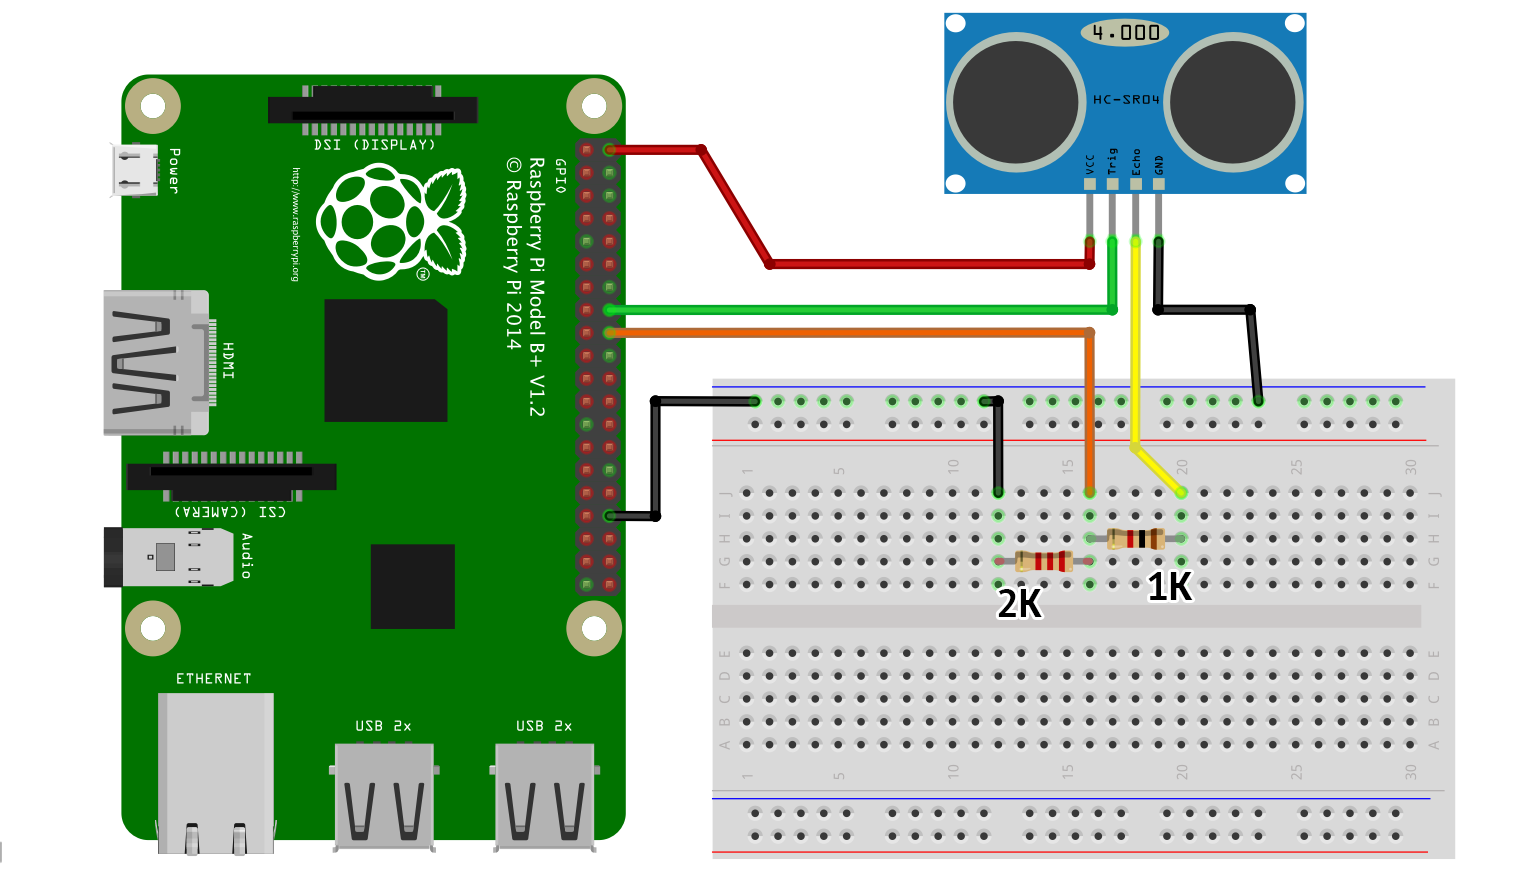 4.000
HC-SR04
VCC
Trig
Echo
GND
DSI (DISPLAY)
Power
http://www.raspberrypi.org
TM
GPIO
Raspberry Pi Model B+ V1.2
© Raspberry Pi 2014
HDMI
CSI (CAMERA)
Audio
ETHERNET
USB 2x
USB 2x
1 5 10 15 20 25 30
J J
I I
H H
G G
F F
2K
1K
E E
D D
C C
B B
A A
1 5 10 15 20 25 30